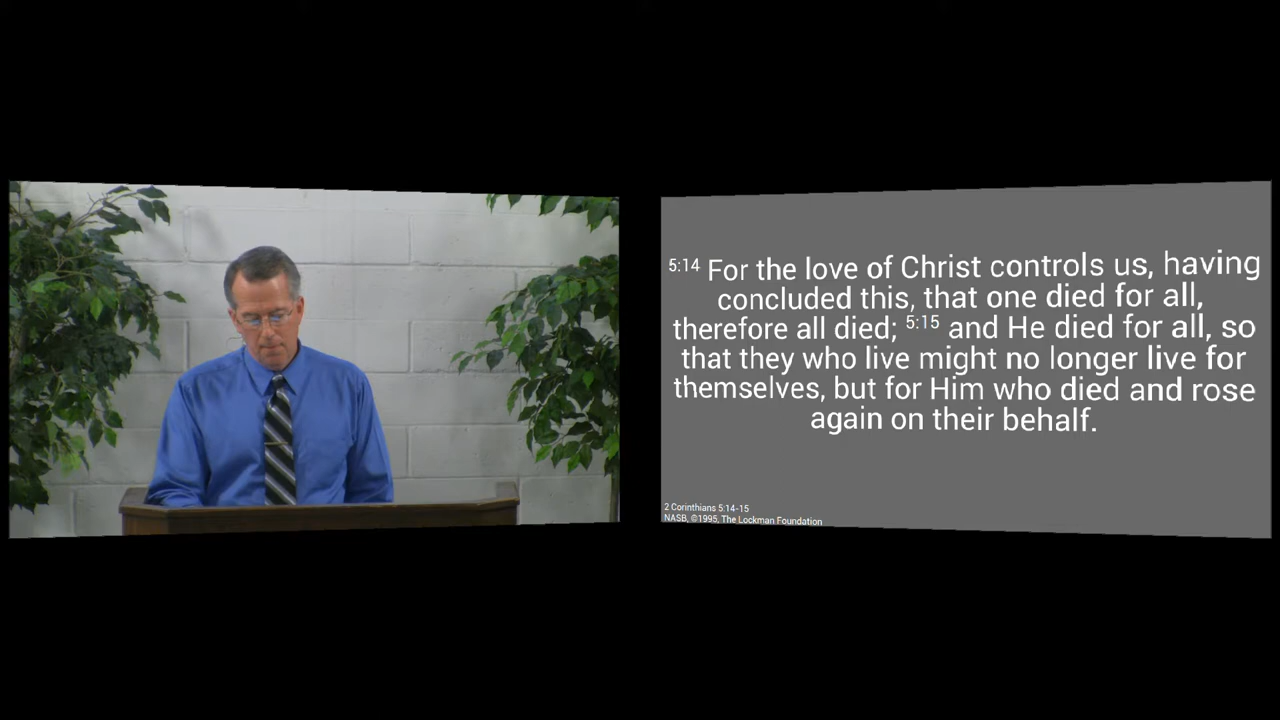 5:14 For the love of Christ controls us, having
concluded this, that one died for all,
therefore all died; 5:15 and He died for all, so
that they who live might no longer live for
themselves, but for Him who died and rose
again on their behalf.
2 Corinthians 5:14-15
NASB, ©1995, The Lockman Foundation